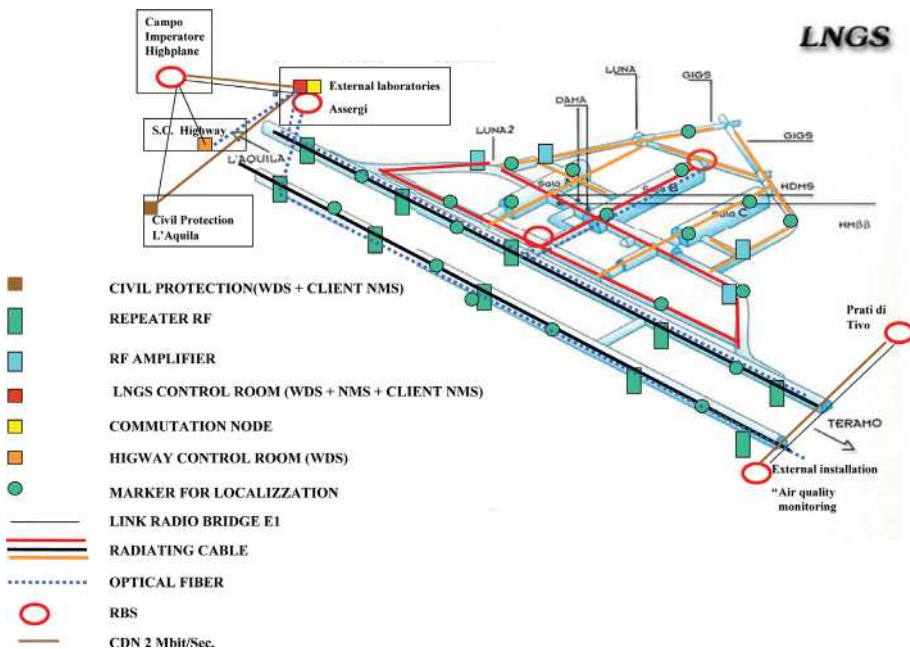 LNGS
Campo
Imperatore
Highplane
External laboratories
Assergi
S.C. Highway
L'AQUILA
Civil Protection
L'Aquila
LUNA
GIGS
DAMA
LUNA2
GIGS
Sala A
Sala B
Sala C
HDMS
HMBB
Prati di
Tivo
TERAMO
External installation
“Air quality
monitoring
CIVIL PROTECTION(WDS + CLIENT NMS)
REPEATER RF
RF AMPLIFIER
LNGS CONTROL ROOM (WDS + NMS + CLIENT NMS)
COMMUTATION NODE
HIGWAY CONTROL ROOM (WDS)
MARKER FOR LOCALIZZATION
LINK RADIO BRIDGE E1
RADIATING CABLE
OPTICAL FIBER
RBS
CDN 2 Mbit/Sec.